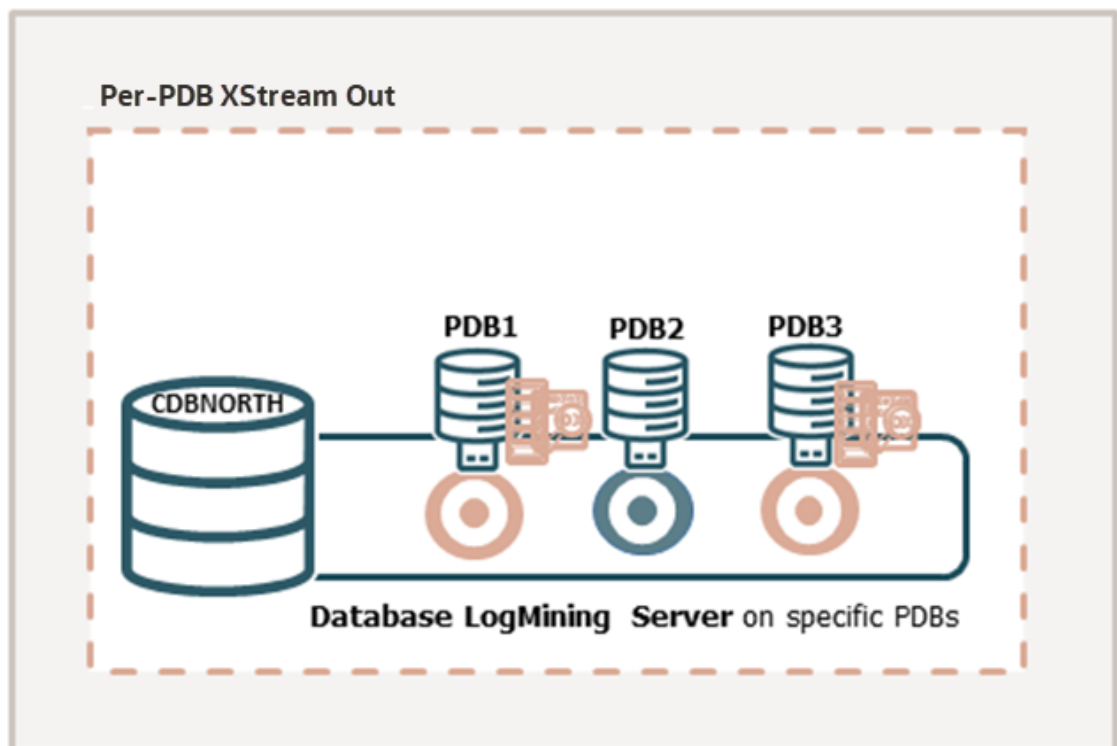 Per-PDB XStream Out
PDB1 PDB2 PDB3
CDBNORTH
Database LogMining Server on specific PDBs